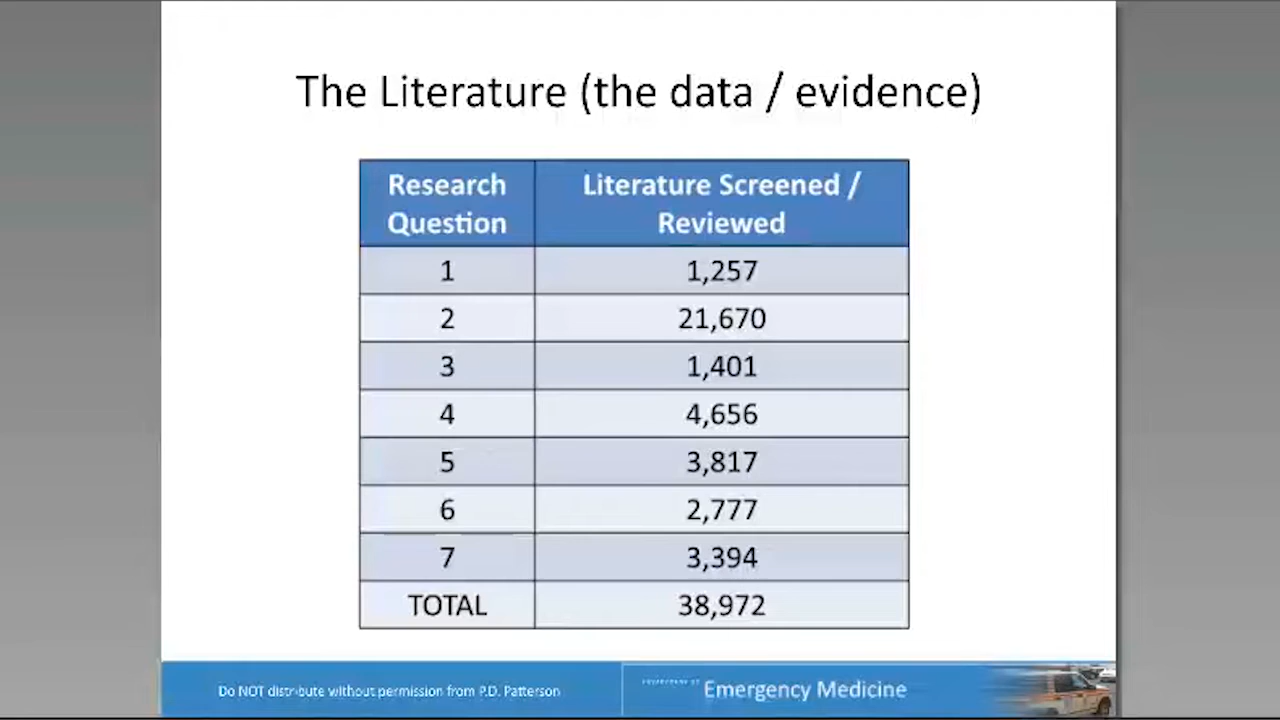 The Literature (the data / evidence)
Research Question
Literature Screened / Reviewed
1 1,257
2 21,670
3 1,401
4 4,656
5 3,817
6 2,777
7 3,394
TOTAL 38,972
Do NOT distribute without permission from P.D. Patterson
Emergency Medicine